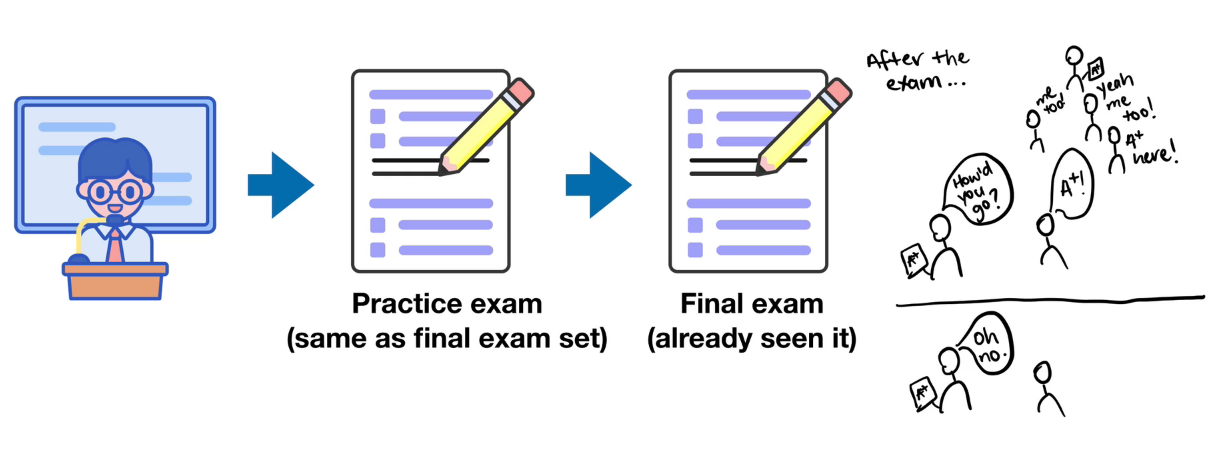 Practice exam
(same as final exam set)
Final exam
(already seen it)
After the
exam...
A+
me
too!
Yeah
me
too!
A+
here!
How'd
you
go?
A+!
A+
Oh
no.
A+